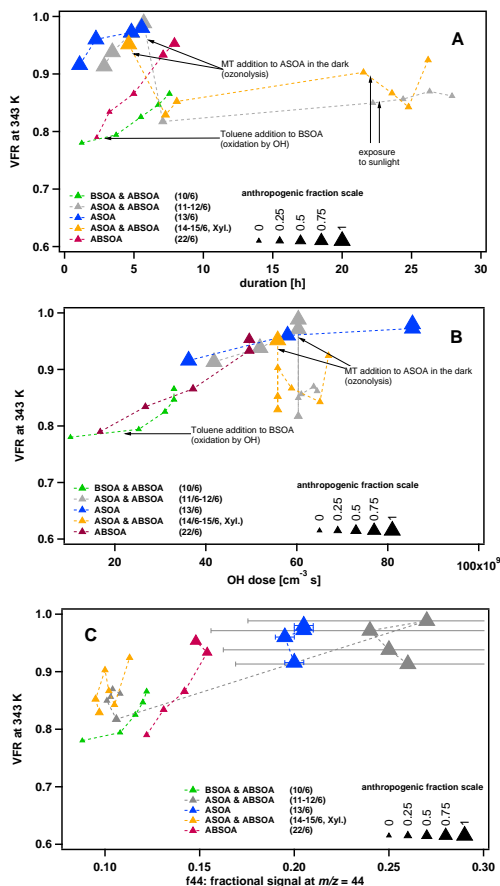 A
VFR at 343 K
1.0
0.9
0.8
0.7
0.6
MT addition to ASOA in the dark
(ozonolysis)
Toluene addition to BSOA
(oxidation by OH)
exposure
to sunlight
BSOA & ABSOA (10/6)
ASOA & ABSOA (11-12/6)
ASOA (13/6)
ASOA & ABSOA (14-15/6, Xyl.)
ABSOA (22/6)
anthropogenic fraction scale
0 0.25 0.5 0.75 1
0 5 10 15 20 25 30
duration [h]
B
VFR at 343 K
1.0
0.9
0.8
0.7
0.6
MT addition to ASOA in the dark
(ozonolysis)
Toluene addition to BSOA
(oxidation by OH)
BSOA & ABSOA (10/6)
ASOA & ABSOA (11/6-12/6)
ASOA (13/6)
ASOA & ABSOA (14/6-15/6, Xyl.)
ABSOA (22/6)
anthropogenic fraction scale
0 0.25 0.5 0.75 1
20 40 60 80 100x10⁹
OH dose [cm⁻³ s]
C
VFR at 343 K
1.0
0.9
0.8
0.7
0.6
BSOA & ABSOA (10/6)
ASOA & ABSOA (11-12/6)
ASOA (13/6)
ASOA & ABSOA (14-15/6, Xyl.)
ABSOA (22/6)
anthropogenic fraction scale
0 0.25 0.5 0.75 1
0.10 0.15 0.20 0.25 0.30
f44: fractional signal at m/z = 44